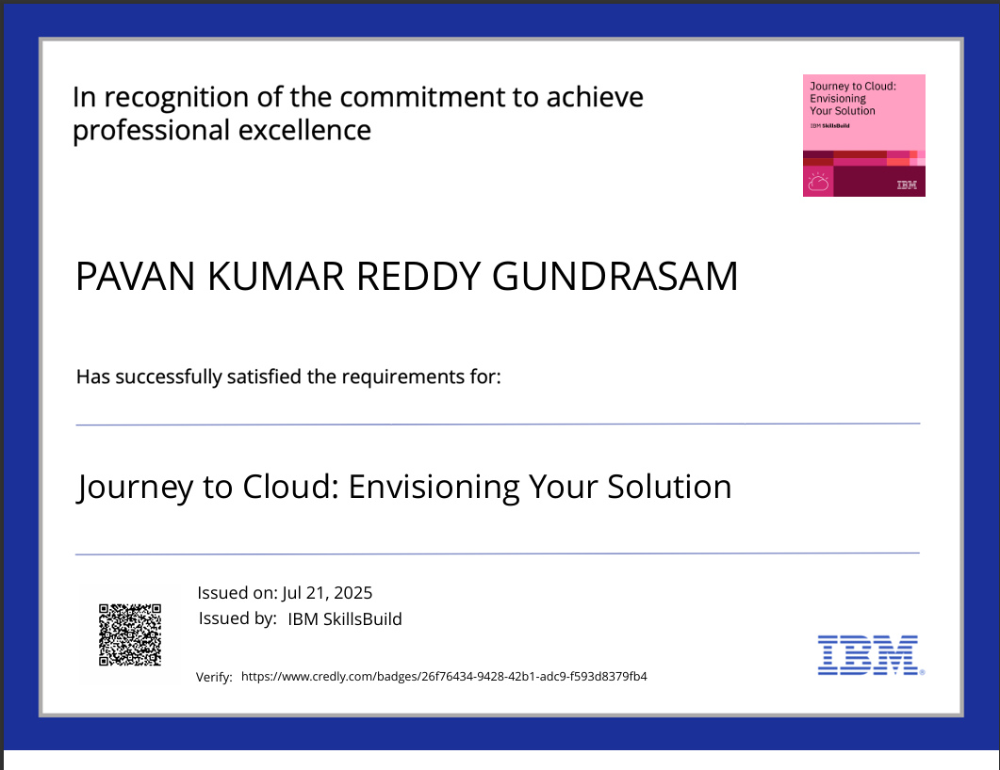 In recognition of the commitment to achieve
professional excellence
Journey to Cloud:
Envisioning
Your Solution
IBM SkillsBuild
IBM
PAVAN KUMAR REDDY GUNDRASAM
Has successfully satisfied the requirements for:
Journey to Cloud: Envisioning Your Solution
Issued on: Jul 21, 2025
Issued by: IBM SkillsBuild
Verify: https://www.credly.com/badges/26f76434-9428-42b1-adc9-f593d8379fb4
IBM®